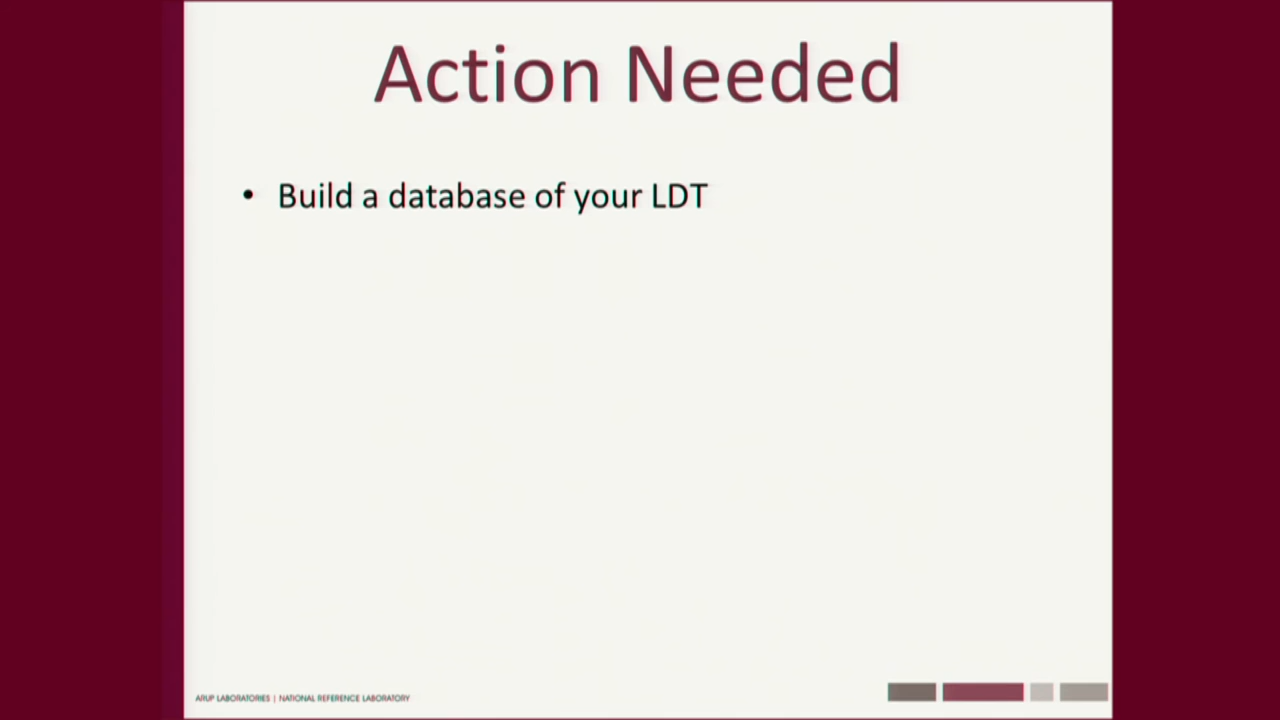 Action Needed
• Build a database of your LDT
ARUP LABORATORIES | NATIONAL REFERENCE LABORATORY